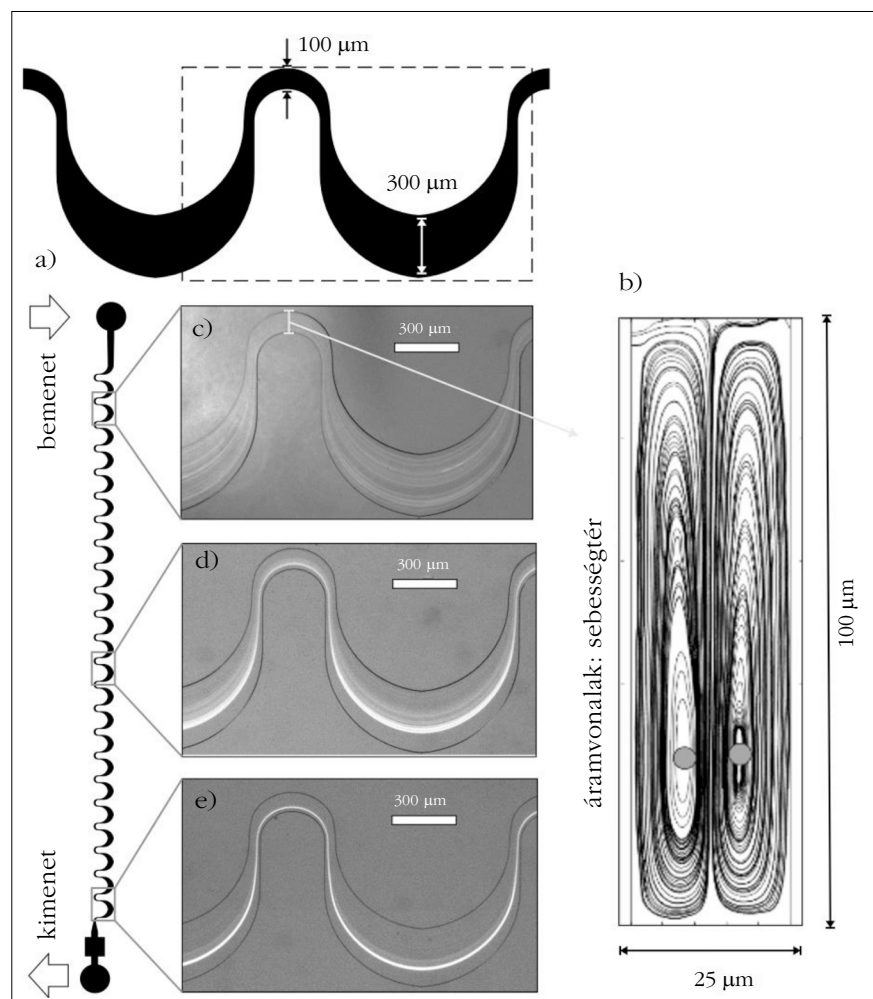 100 µm
300 µm
a)
b)
bemenet
c)
300 µm
d)
300 µm
áramvonalak: sebességtér
100 µm
e)
300 µm
kimenet
25 µm